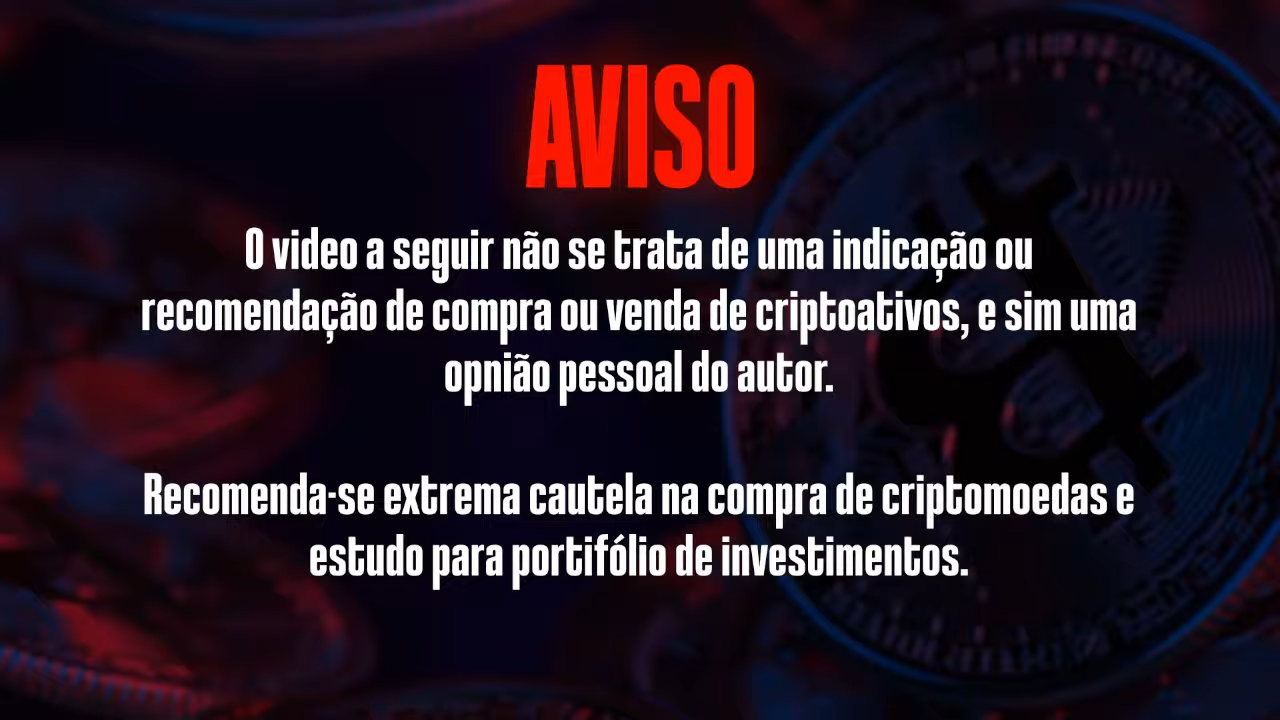 AVISO
O video a seguir não se trata de uma indicação ou
recomendação de compra ou venda de criptoativos, e sim uma
opnião pessoal do autor.
Recomenda-se extrema cautela na compra de criptomoedas e
estudo para portifólio de investimentos.